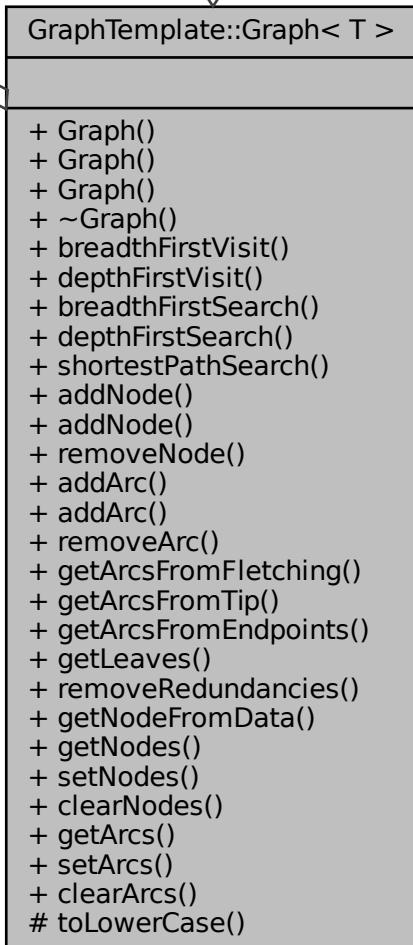 GraphTemplate::Graph< T >
+ Graph()
+ Graph()
+ Graph()
+ ~Graph()
+ breadthFirstVisit()
+ depthFirstVisit()
+ breadthFirstSearch()
+ depthFirstSearch()
+ shortestPathSearch()
+ addNode()
+ addNode()
+ removeNode()
+ addArc()
+ addArc()
+ removeArc()
+ getArcsFromFletching()
+ getArcsFromTip()
+ getArcsFromEndpoints()
+ getLeaves()
+ removeRedundancies()
+ getNodeFromData()
+ getNodes()
+ setNodes()
+ clearNodes()
+ getArcs()
+ setArcs()
+ clearArcs()
# toLowerCase()